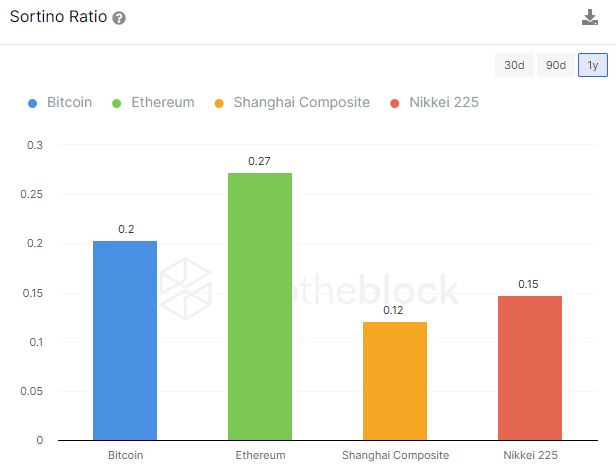 Sortino Ratio ?
30d 90d 1y
Bitcoin Ethereum Shanghai Composite Nikkei 225
0.3
0.25
0.2
0.15
0.1
0.05
0
0.2
0.27
0.12
0.15
theblock
Bitcoin Ethereum Shanghai Composite Nikkei 225